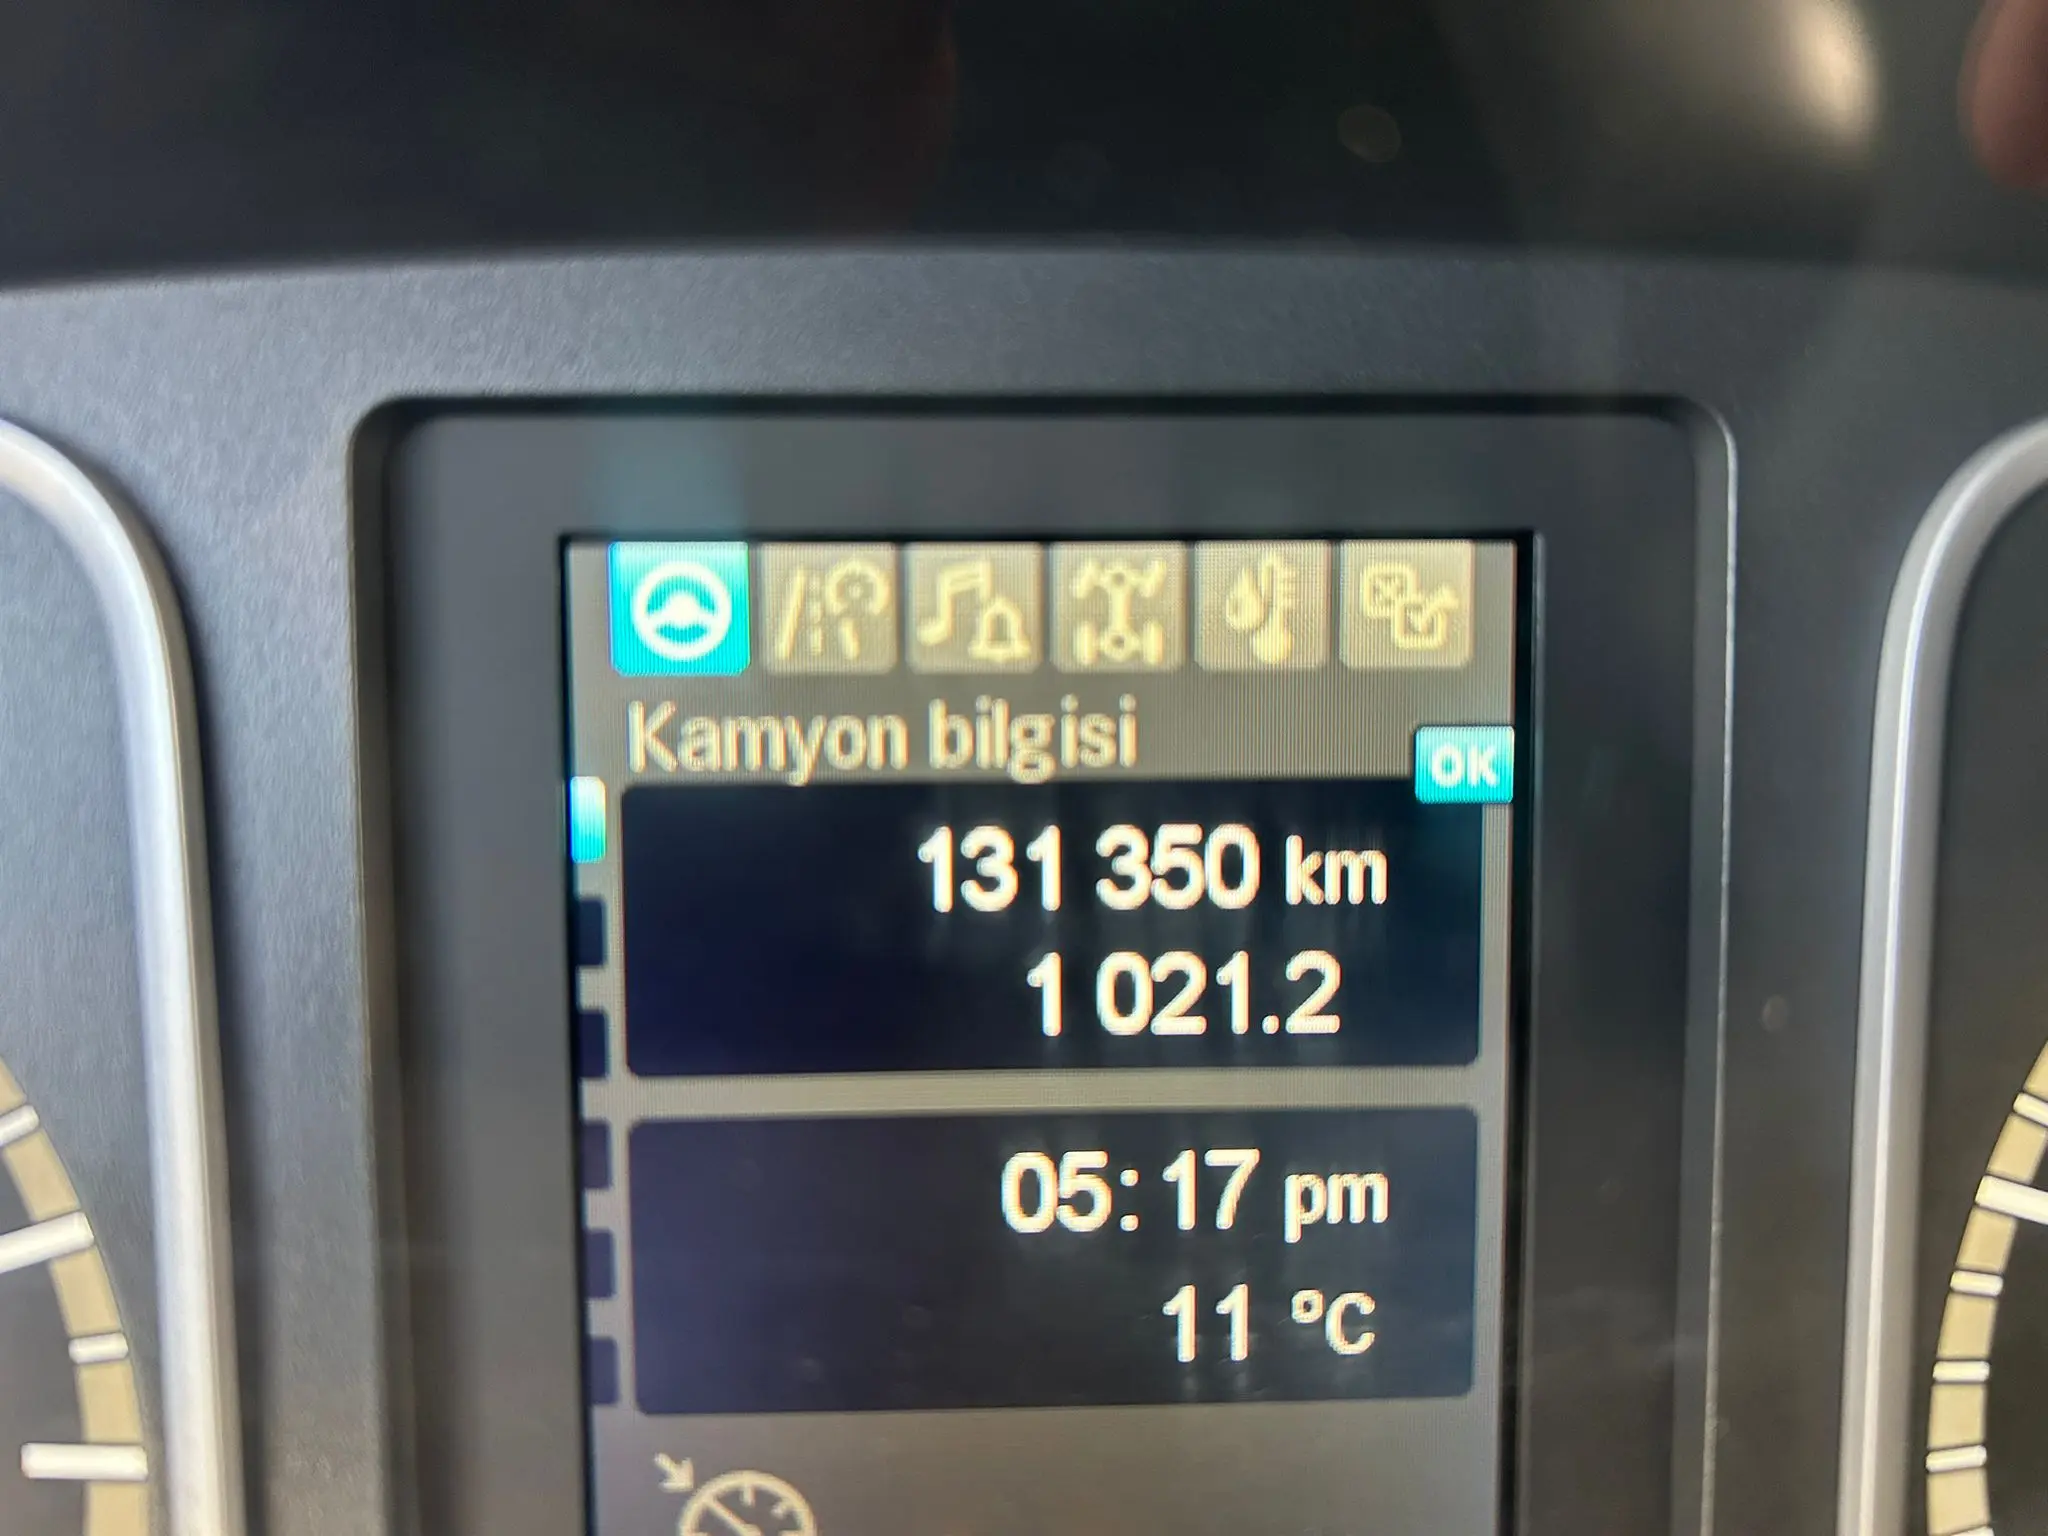 Kamyon bilgisi
OK
131 350 km
1 021.2
05:17 pm
11 °C